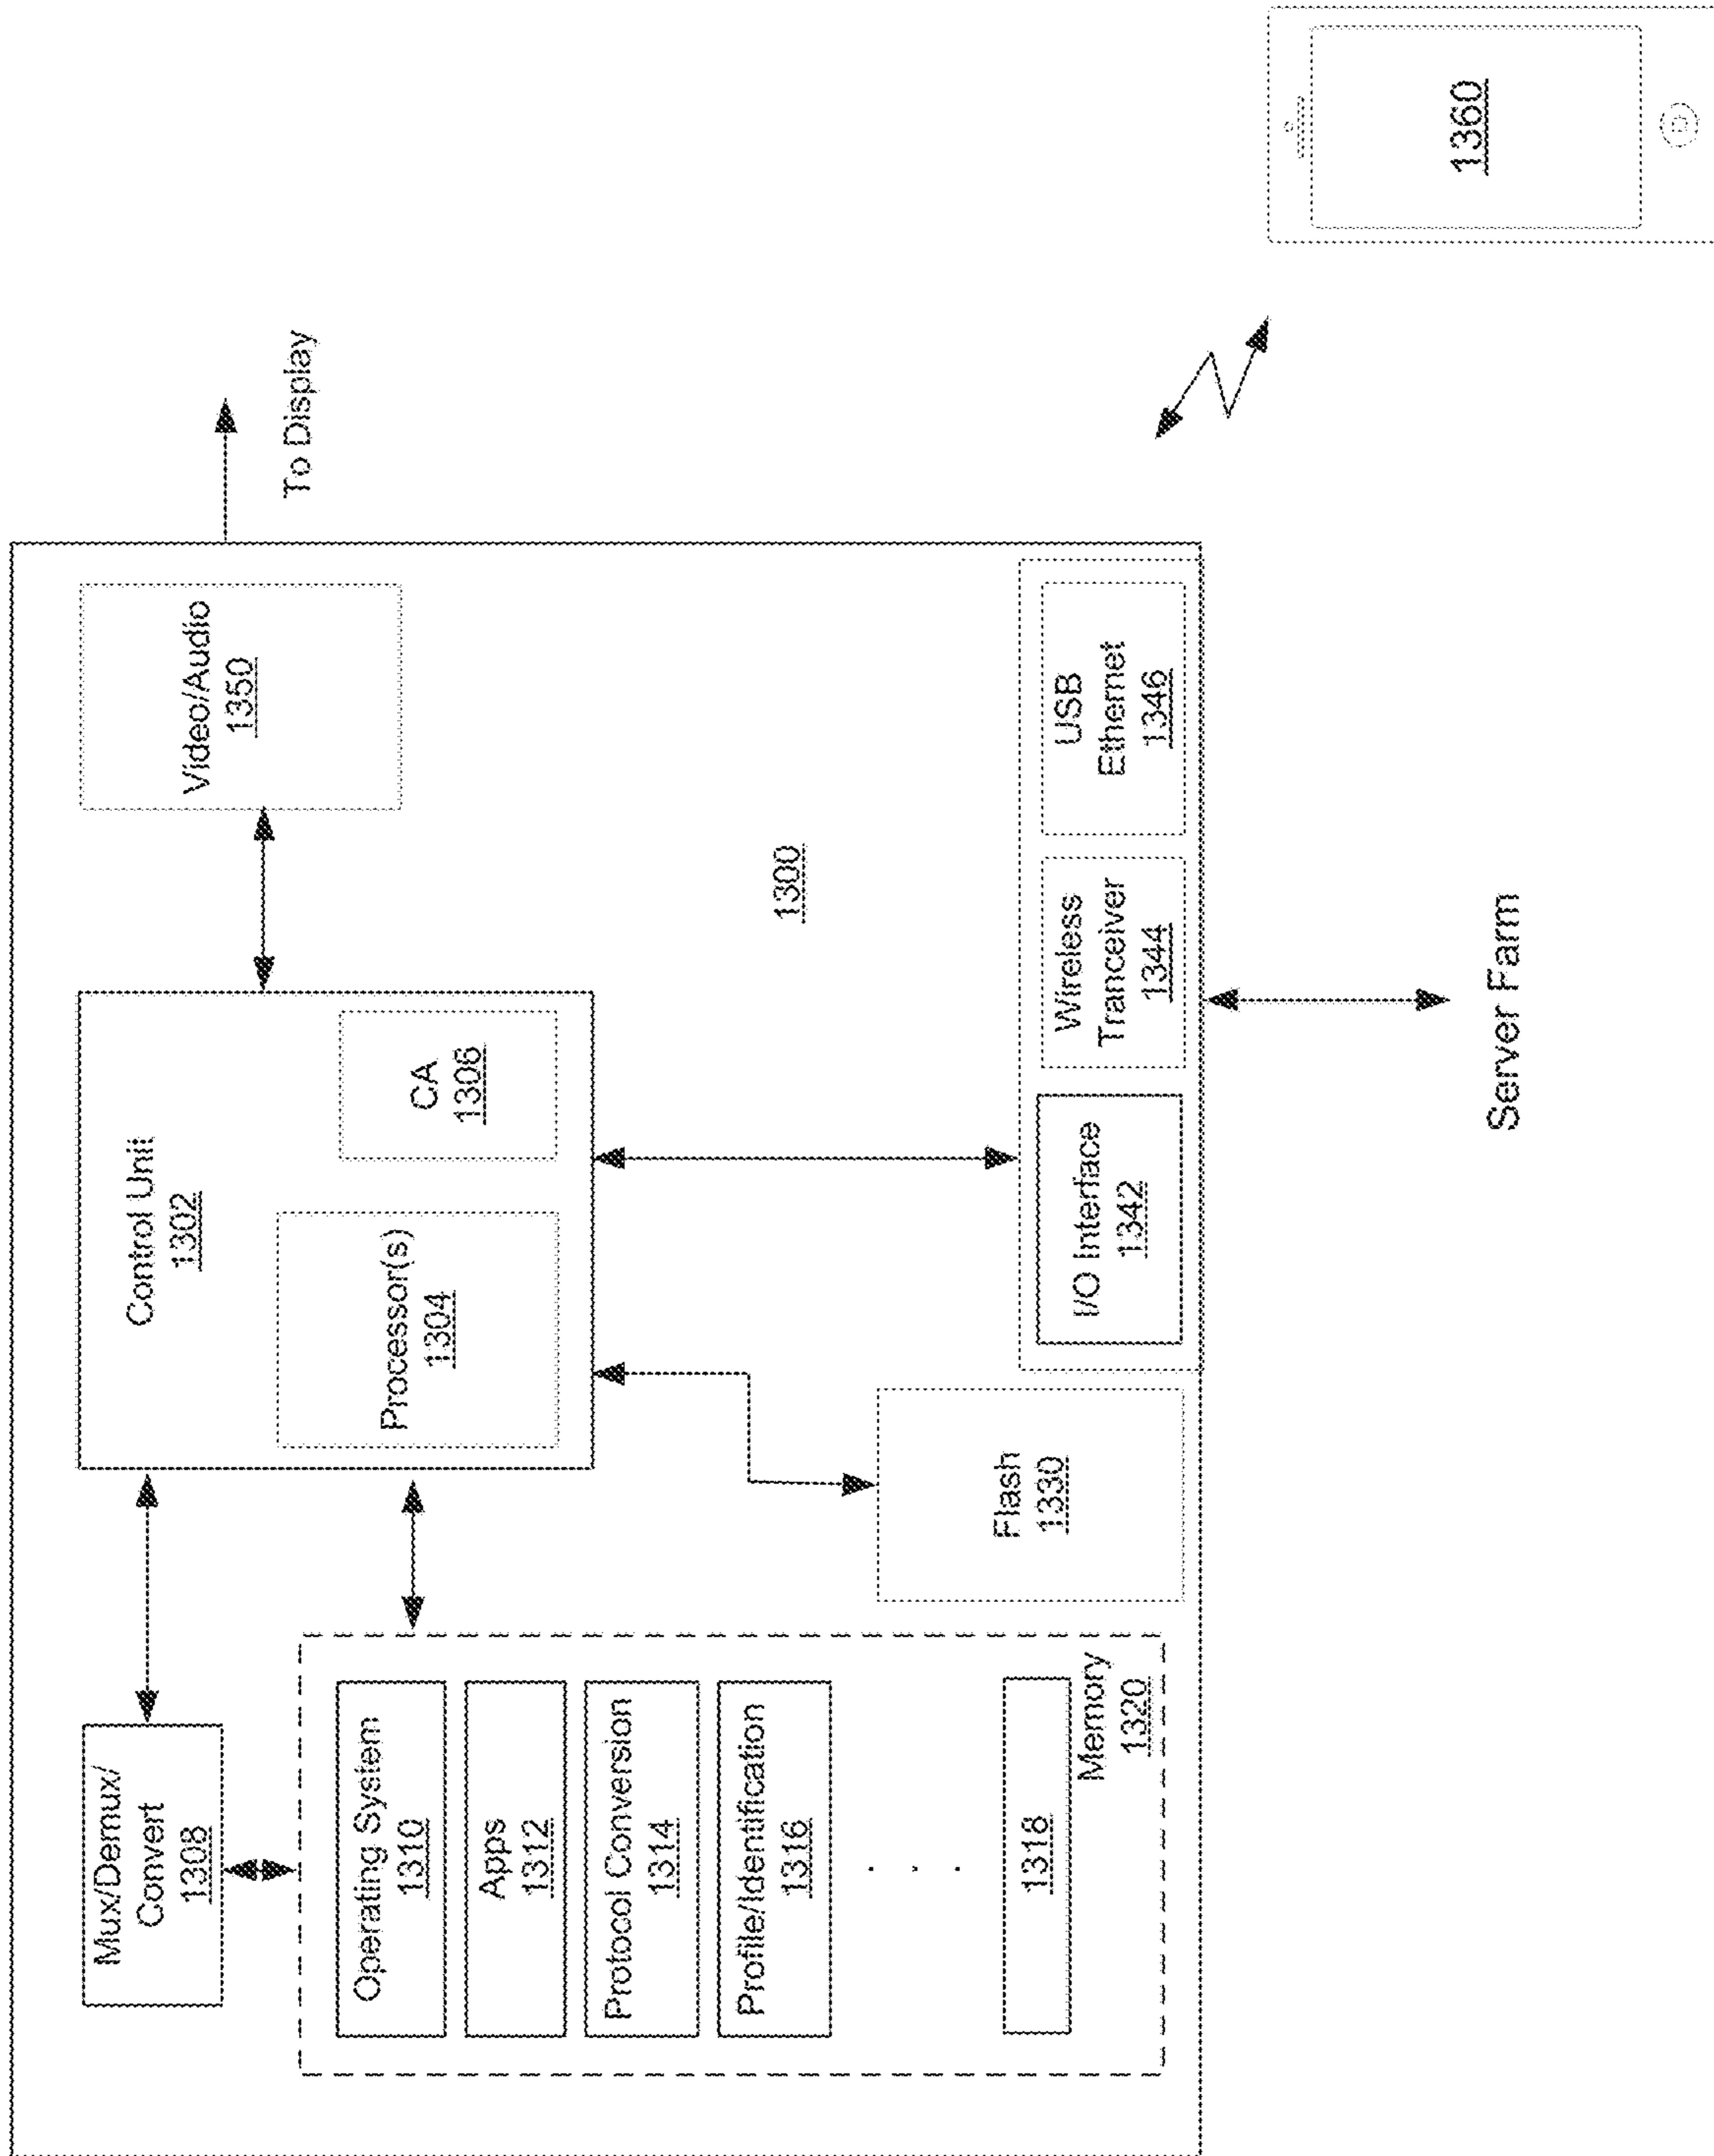 Mux/Demux/
Convert
1308
Control Unit
1302
Processor(s)
1304
CA
1306
Video/Audio
1350
To Display
Operating System
1310
Apps
1312
Protocol Conversion
1314
Profile/Identification
1316
. . .
1318
Memory
1320
Flash
1330
1300
I/O Interface
1342
Wireless
Tranceiver
1344
USB
Ethernet
1346
Server Farm
1360